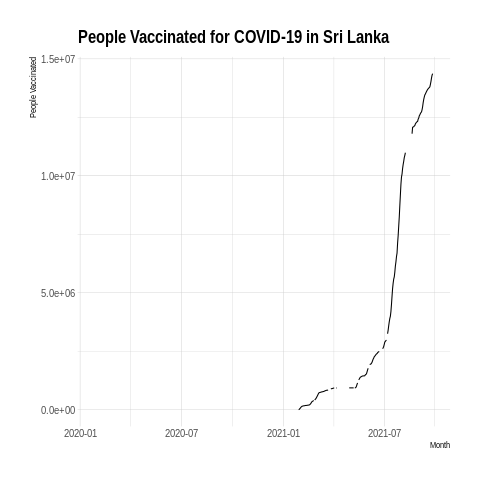 People Vaccinated for COVID-19 in Sri Lanka
People Vaccinated
1.5e+07
1.0e+07
5.0e+06
0.0e+00
2020-01 2020-07 2021-01 2021-07
Month